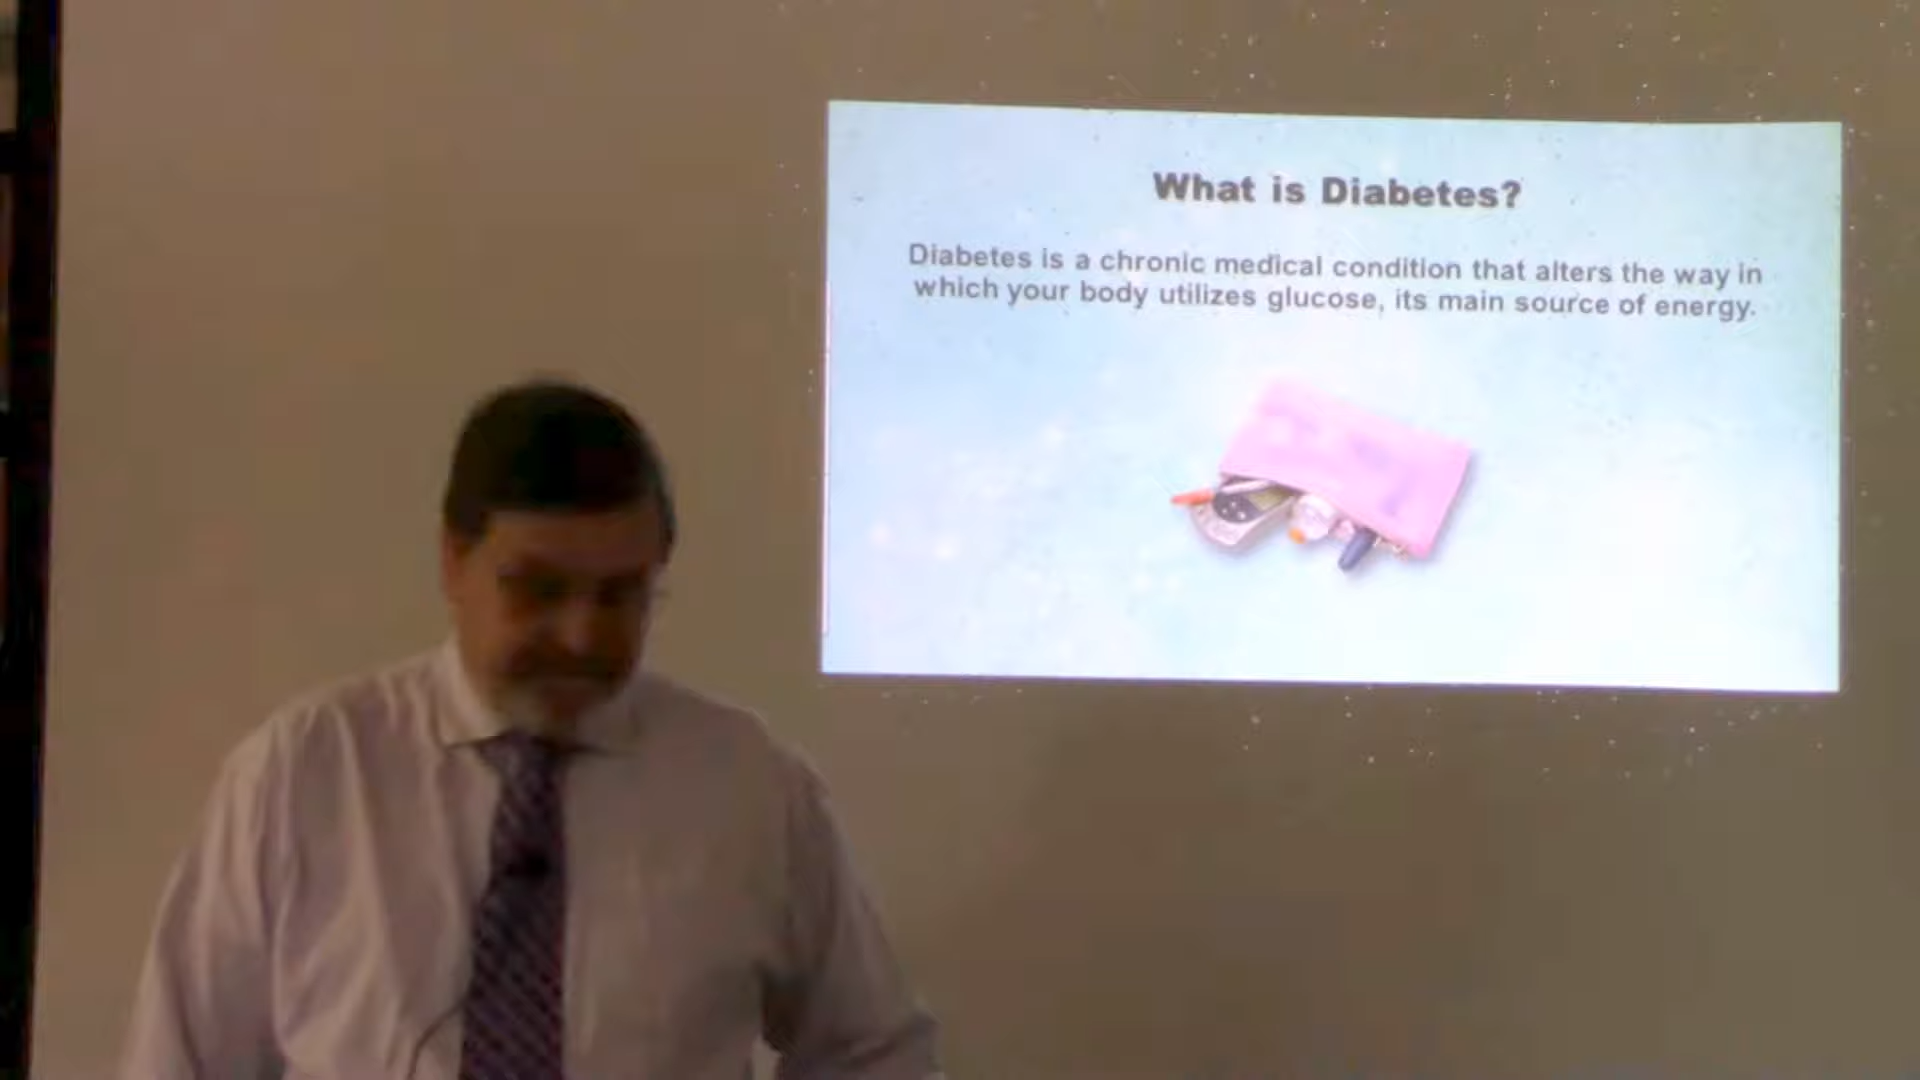 What is Diabetes?
Diabetes is a chronic medical condition that alters the way in
which your body utilizes glucose, its main source of energy.